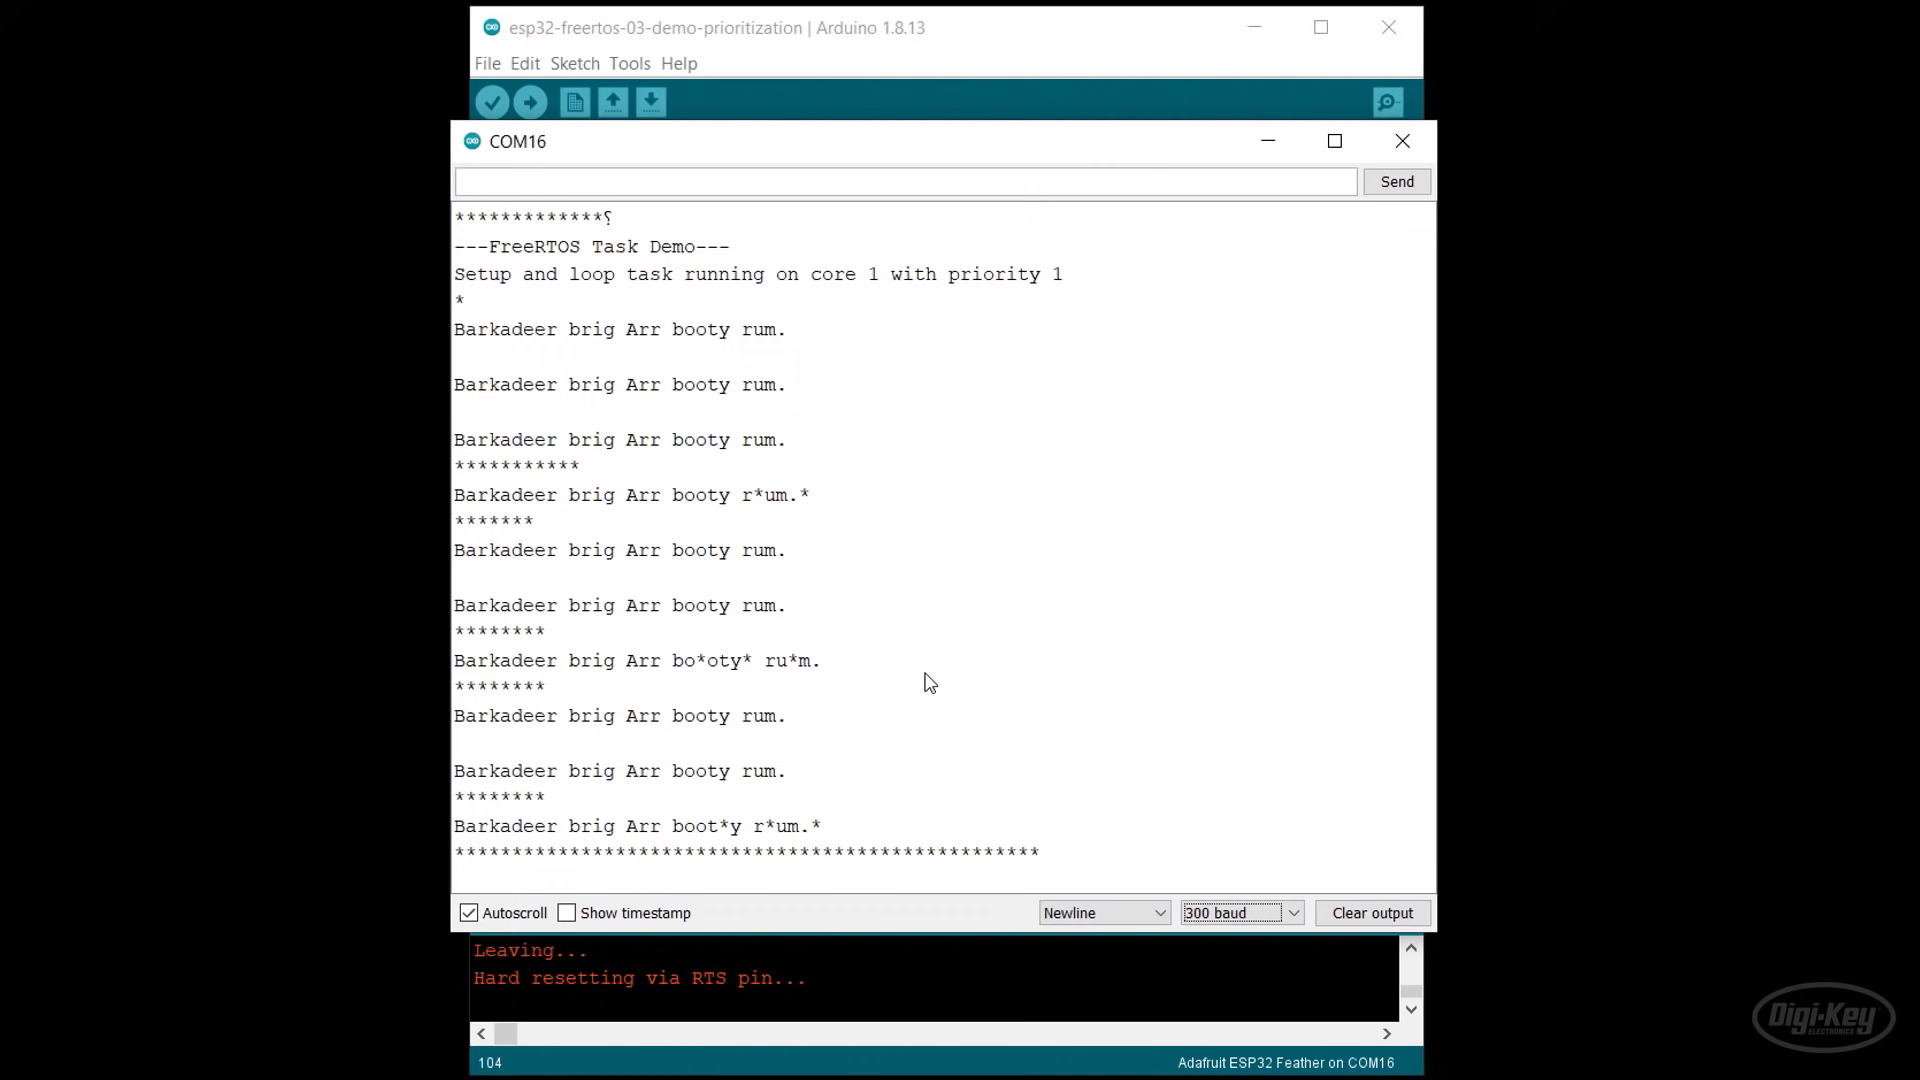 esp32-freertos-03-demo-prioritization | Arduino 1.8.13
File Edit Sketch Tools Help
COM16
Send
*************⸮
---FreeRTOS Task Demo---
Setup and loop task running on core 1 with priority 1
*
Barkadeer brig Arr booty rum.
Barkadeer brig Arr booty rum.
Barkadeer brig Arr booty rum.
***********
Barkadeer brig Arr booty r*um.*
*******
Barkadeer brig Arr booty rum.
Barkadeer brig Arr booty rum.
********
Barkadeer brig Arr bo*oty* ru*m.
********
Barkadeer brig Arr booty rum.
Barkadeer brig Arr booty rum.
********
Barkadeer brig Arr boot*y r*um.*
***************************************************
Autoscroll Show timestamp Newline 300 baud Clear output
Leaving...
Hard resetting via RTS pin...
104 Adafruit ESP32 Feather on COM16
Digi-Key
ELECTRONICS